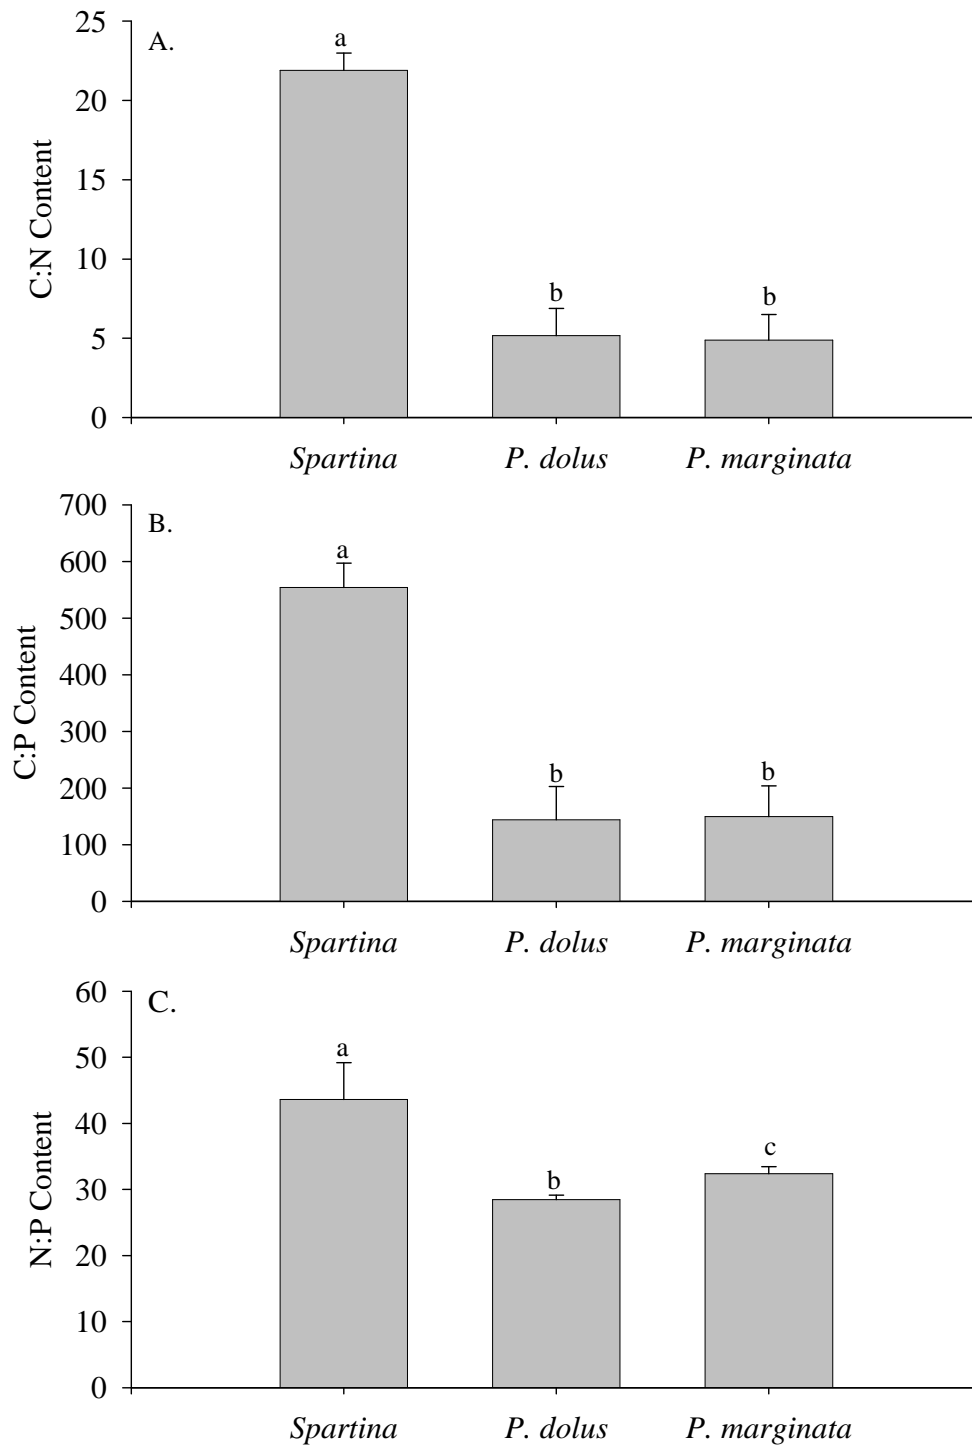 A.
C:N Content
25
20
15
10
5
0
a
b
b
Spartina
P. dolus
P. marginata
B.
C:P Content
700
600
500
400
300
200
100
0
a
b
b
Spartina
P. dolus
P. marginata
C.
N:P Content
60
50
40
30
20
10
0
a
b
c
Spartina
P. dolus
P. marginata